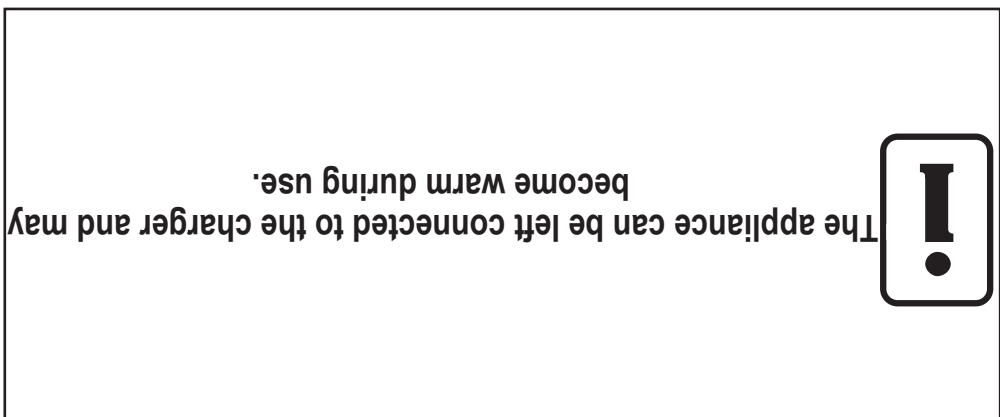 The appliance can be left connected to the charger and may
become warm during use.